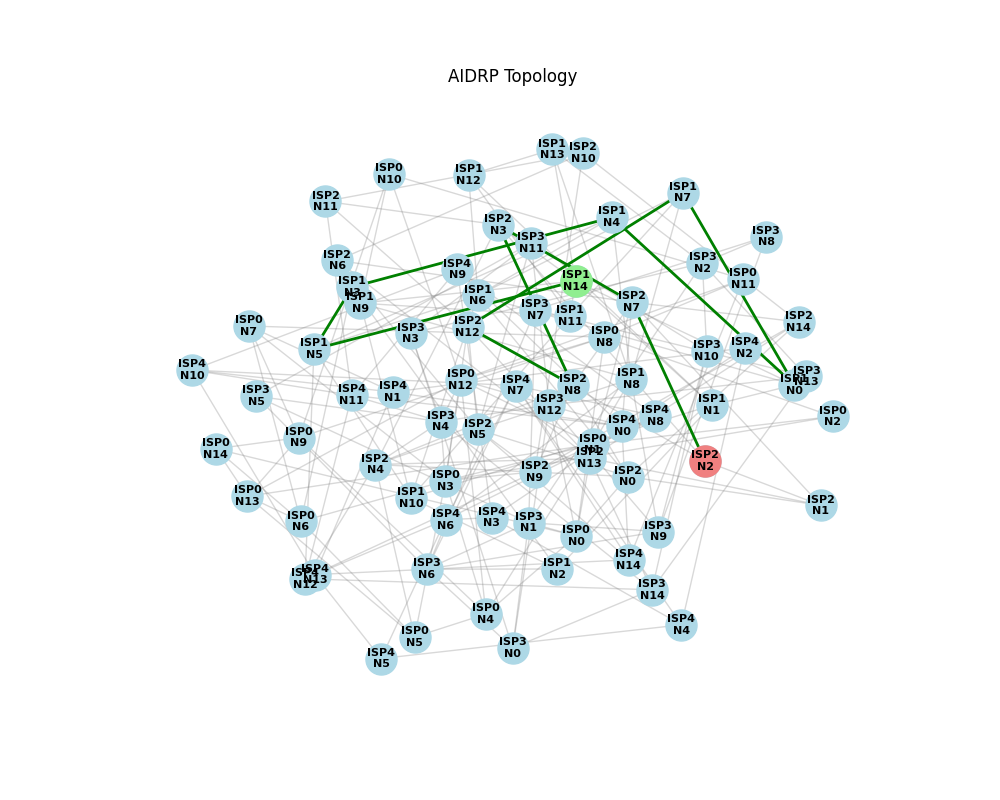 AIDRP Topology
ISP1
N13
ISP2
N10
ISP0
N10
ISP1
N12
ISP1
N7
ISP2
N11
ISP1
N4
ISP2
N3
ISP3
N11
ISP3
N8
ISP2
N6
ISP3
N2
ISP4
N9
ISP1
N14
ISP0
N11
ISP1
N3
ISP1
N9
ISP1
N6
ISP2
N7
ISP3
N7
ISP1
N11
ISP0
N7
ISP2
N12
ISP2
N14
ISP3
N3
ISP0
N8
ISP1
N5
ISP3
N10
ISP4
N2
ISP4
N10
ISP0
N12
ISP4
N7
ISP2
N8
ISP1
N8
ISP3
N13
ISP1
N0
ISP3
N5
ISP4
N11
ISP4
N1
ISP3
N12
ISP1
N1
ISP0
N2
ISP3
N4
ISP2
N5
ISP4
N0
ISP4
N8
ISP0
N14
ISP0
N9
ISP0
N1
ISP2
N13
ISP2
N4
ISP2
N2
ISP0
N3
ISP2
N9
ISP2
N0
ISP0
N13
ISP1
N10
ISP2
N1
ISP0
N6
ISP4
N6
ISP4
N3
ISP3
N1
ISP0
N0
ISP3
N9
ISP4
N12
ISP4
N13
ISP3
N6
ISP1
N2
ISP4
N14
ISP3
N14
ISP0
N4
ISP4
N4
ISP0
N5
ISP3
N0
ISP4
N5